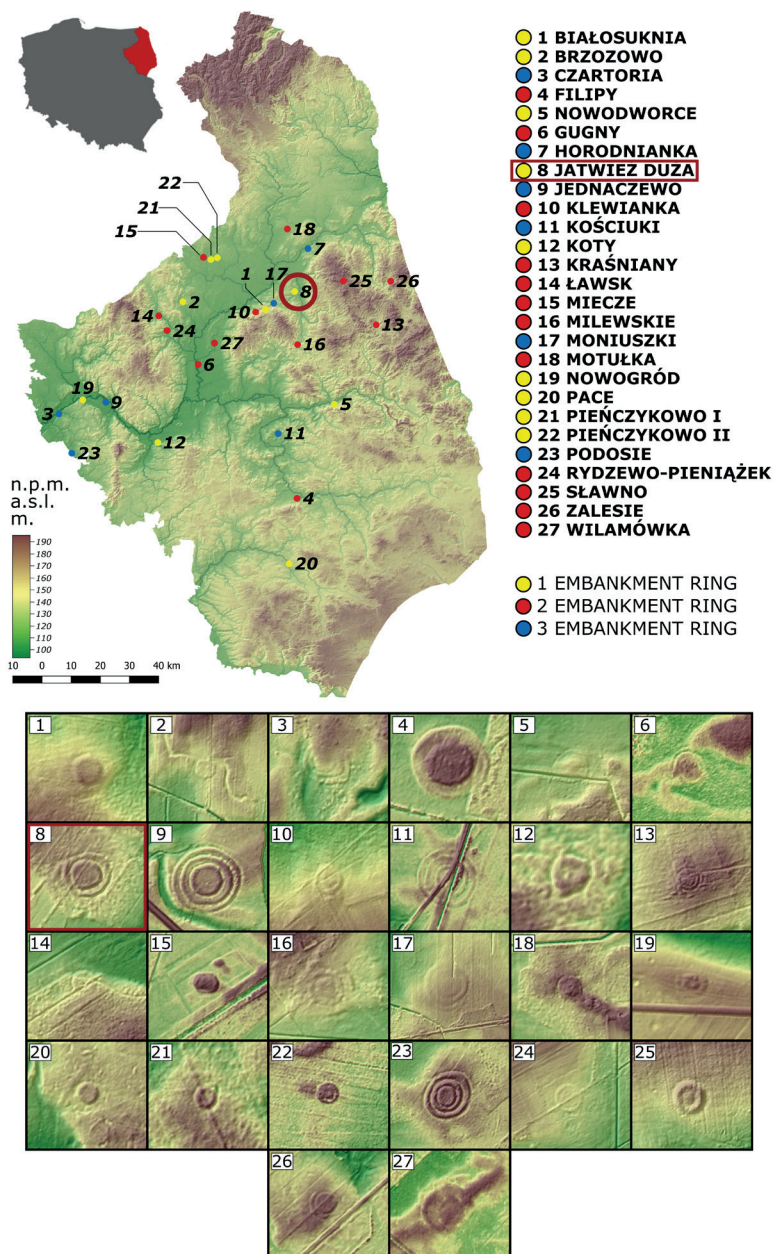 1 BIAŁOSUKNIA
2 BRZOZOWO
3 CZARTORIA
4 FILIPY
5 NOWODWORCE
6 GUGNY
7 HORODNIANKA
8 JATWIEZ DUZA
9 JEDNACZEWO
10 KLEWIANKA
11 KOŚCIUKI
12 KOTY
13 KRAŚNIANY
14 ŁAWSK
15 MIECZE
16 MILEWSKIE
17 MONIUSZKI
18 MOTUŁKA
19 NOWOGRÓD
20 PACE
21 PIEŃCZYKOWO I
22 PIEŃCZYKOWO II
23 PODOSIE
24 RYDZEWO-PIENIĄŻEK
25 SŁAWNO
26 ZALESIE
27 WILAMÓWKA
1 EMBANKMENT RING
2 EMBANKMENT RING
3 EMBANKMENT RING
22
21
15
18
7
1
17
8
25
26
2
10
14
24
13
27
16
6
19
9
3
5
12
11
23
4
20
n.p.m.
a.s.l.
m.
190
180
170
160
150
140
130
120
110
100
10 0 10 20 40 km
1 2 3 4 5 6
8 9 10 11 12 13
14 15 16 17 18 19
20 21 22 23 24 25
26 27